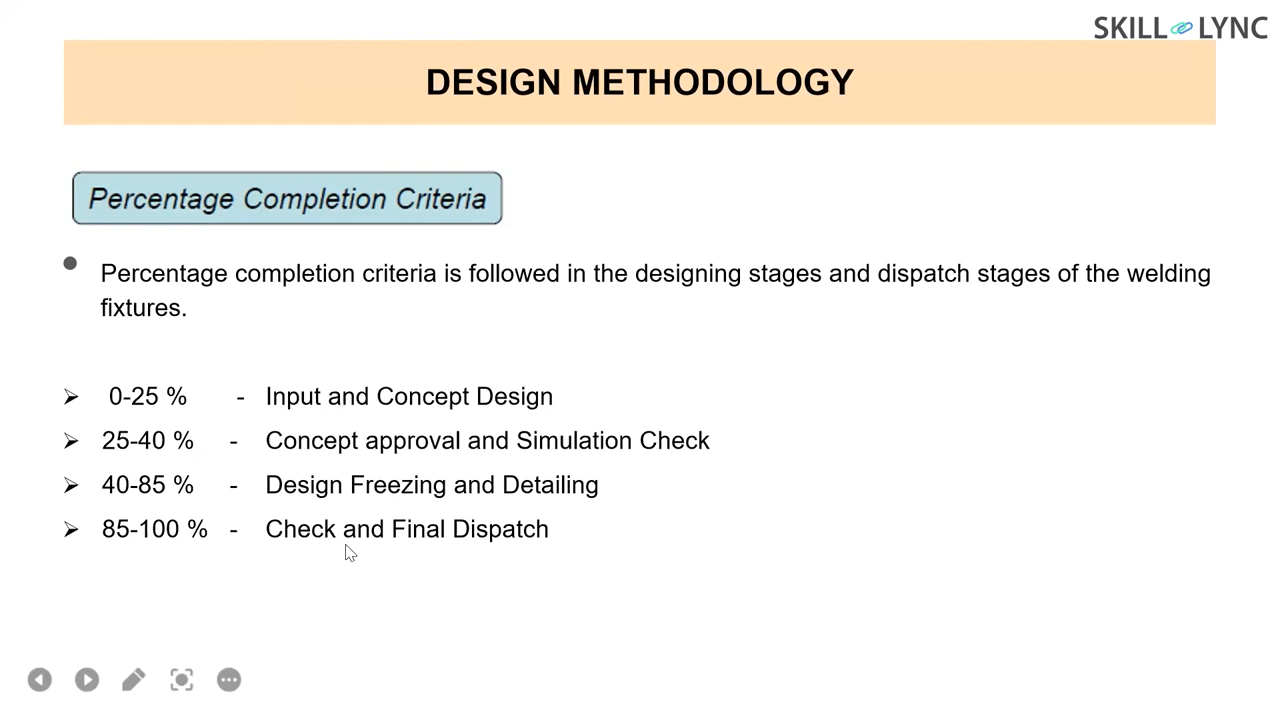 SKILL LYNC
DESIGN METHODOLOGY
Percentage Completion Criteria
● Percentage completion criteria is followed in the designing stages and dispatch stages of the welding
fixtures.
➢ 0-25 % - Input and Concept Design
➢ 25-40 % - Concept approval and Simulation Check
➢ 40-85 % - Design Freezing and Detailing
➢ 85-100 % - Check and Final Dispatch